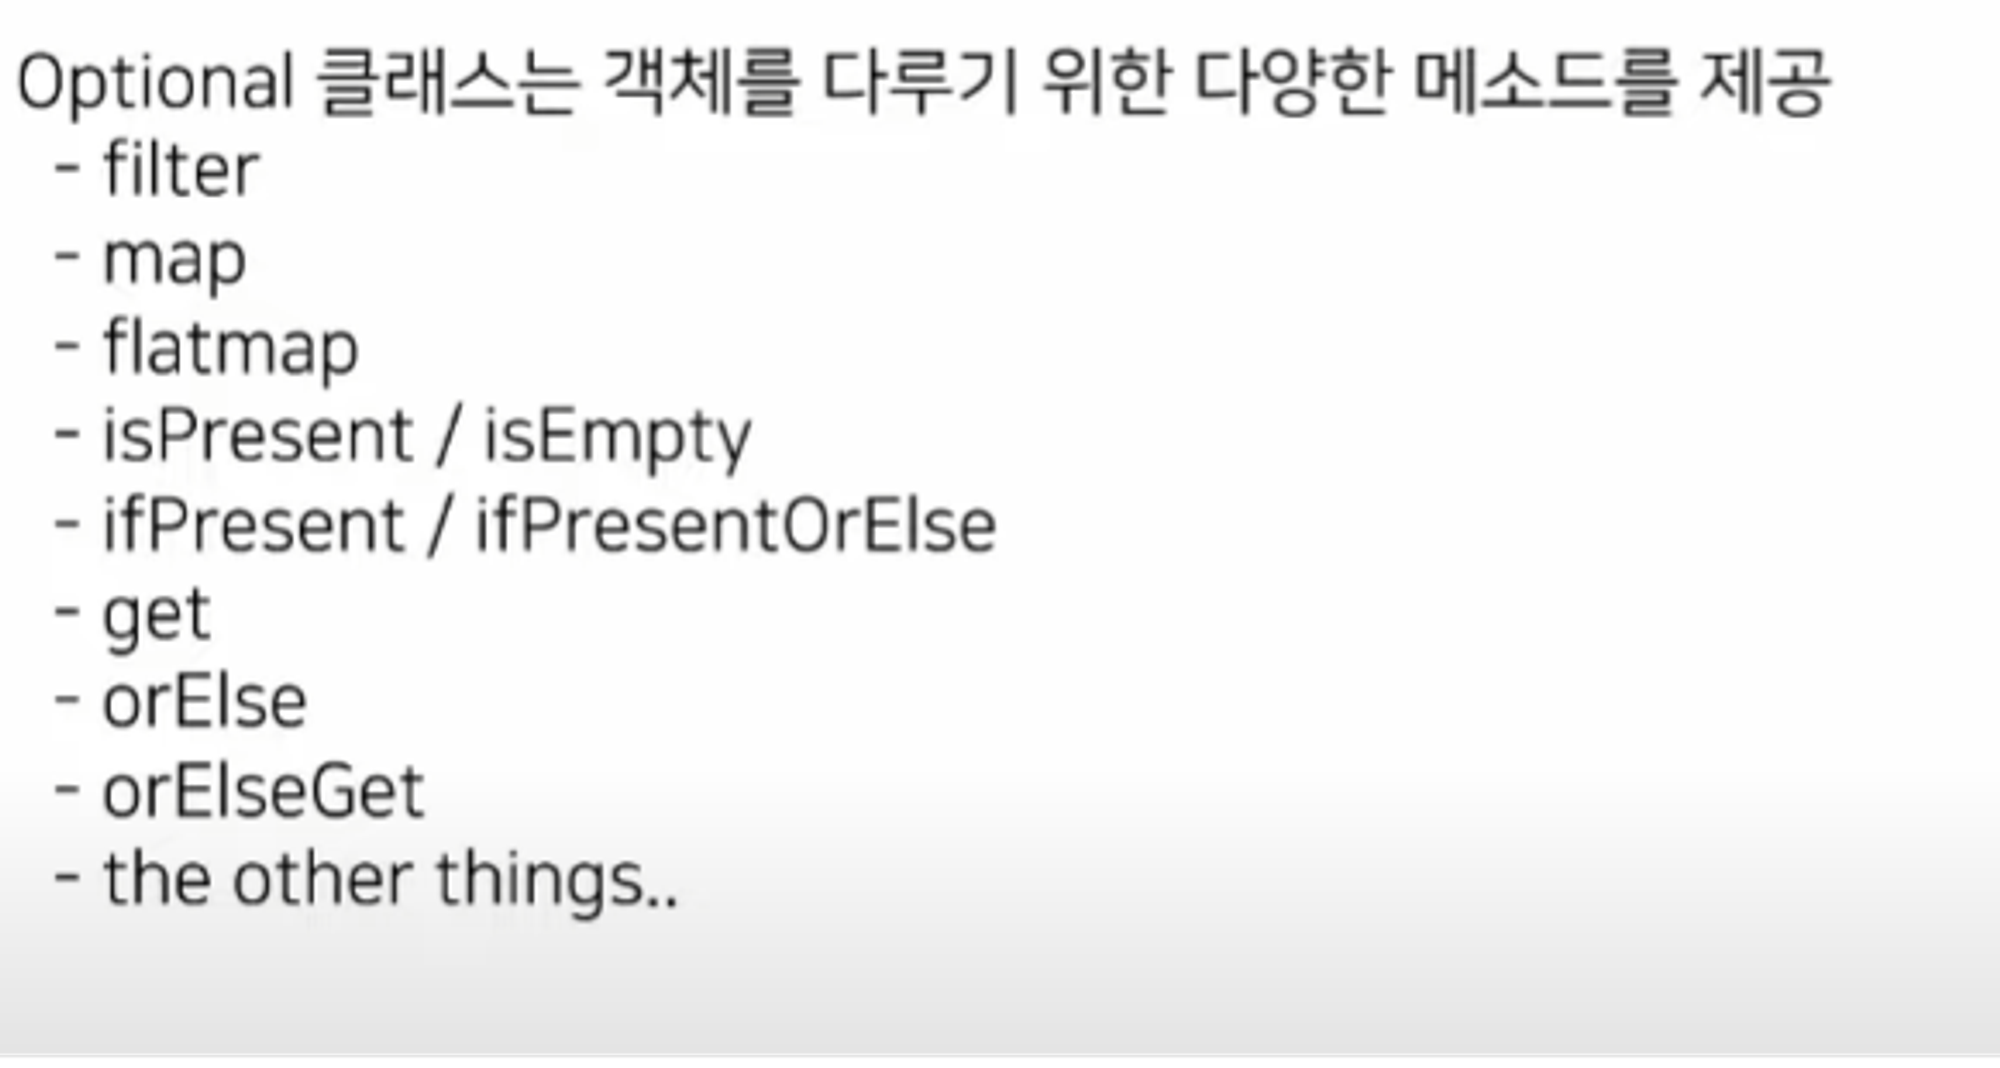 Optional 클래스는 객체를 다루기 위한 다양한 메소드를 제공
- filter
- map
- flatmap
- isPresent / isEmpty
- ifPresent / ifPresentOrElse
- get
- orElse
- orElseGet
- the other things..